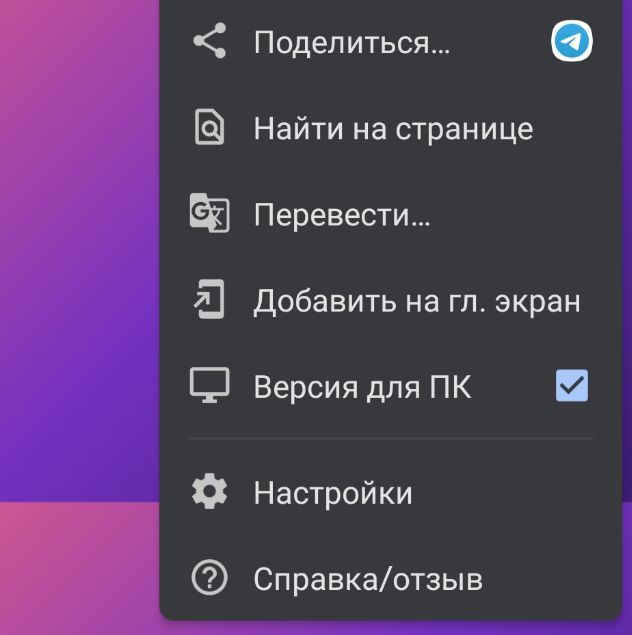 Поделиться...
Найти на странице
Перевести...
Добавить на гл. экран
Версия для ПК
Настройки
Справка/отзыв